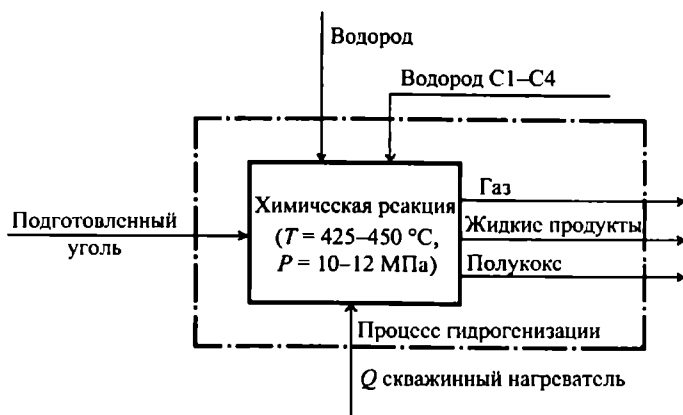 Водород
Водород С1–С4
Газ
Химическая реакция
Подготовленный
уголь
(T = 425–450 °C,
P = 10–12 МПа)
Жидкие продукты
Полукокс
Процесс гидрогенизации
Q скважинный нагреватель